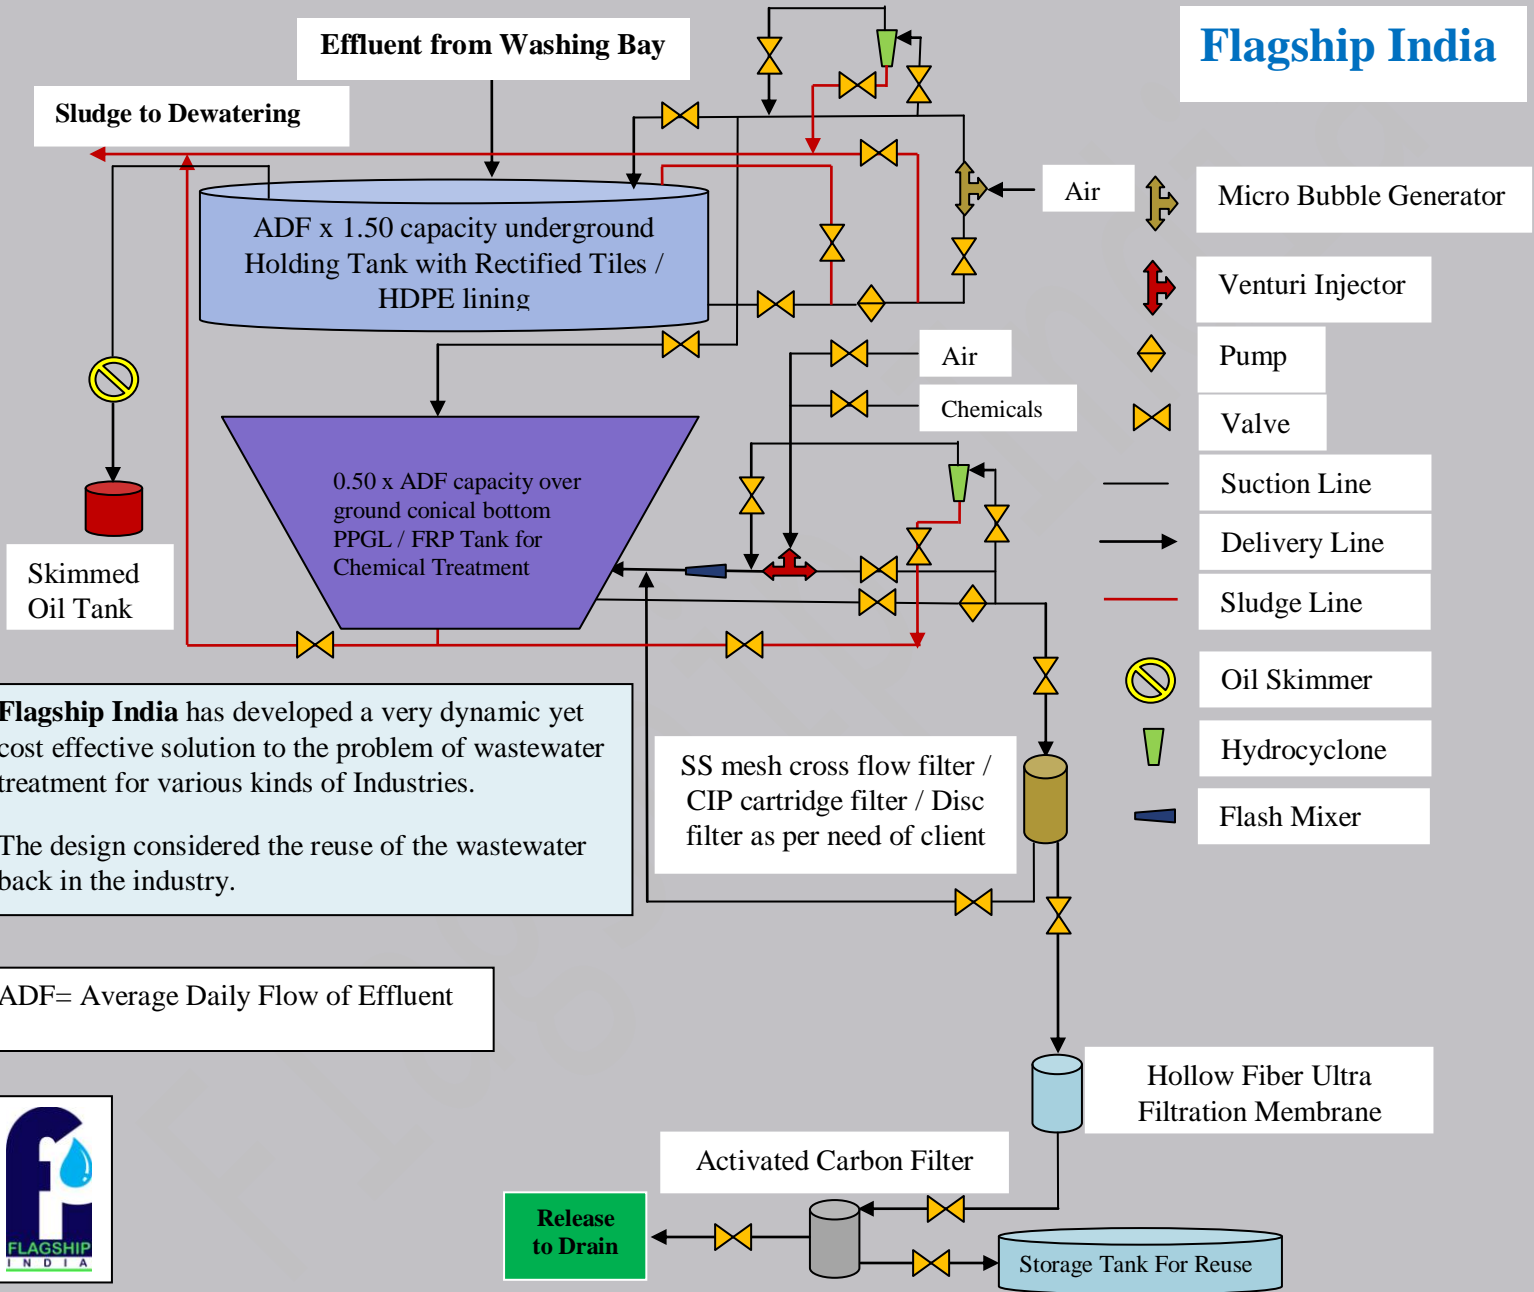 Flagship India
Effluent from Washing Bay
Sludge to Dewatering
Air
Micro Bubble Generator
ADF x 1.50 capacity underground
Holding Tank with Rectified Tiles /
HDPE lining
Venturi Injector
Air
Pump
Chemicals
Valve
0.50 x ADF capacity over
ground conical bottom
PPGL / FRP Tank for
Chemical Treatment
Suction Line
Delivery Line
Skimmed
Oil Tank
Sludge Line
Oil Skimmer
Flagship India has developed a very dynamic yet
cost effective solution to the problem of wastewater
treatment for various kinds of Industries.
The design considered the reuse of the wastewater
back in the industry.
SS mesh cross flow filter /
CIP cartridge filter / Disc
filter as per need of client
Hydrocyclone
Flash Mixer
ADF= Average Daily Flow of Effluent
Hollow Fiber Ultra
Filtration Membrane
Activated Carbon Filter
Release
to Drain
Storage Tank For Reuse
FLAGSHIP
INDIA